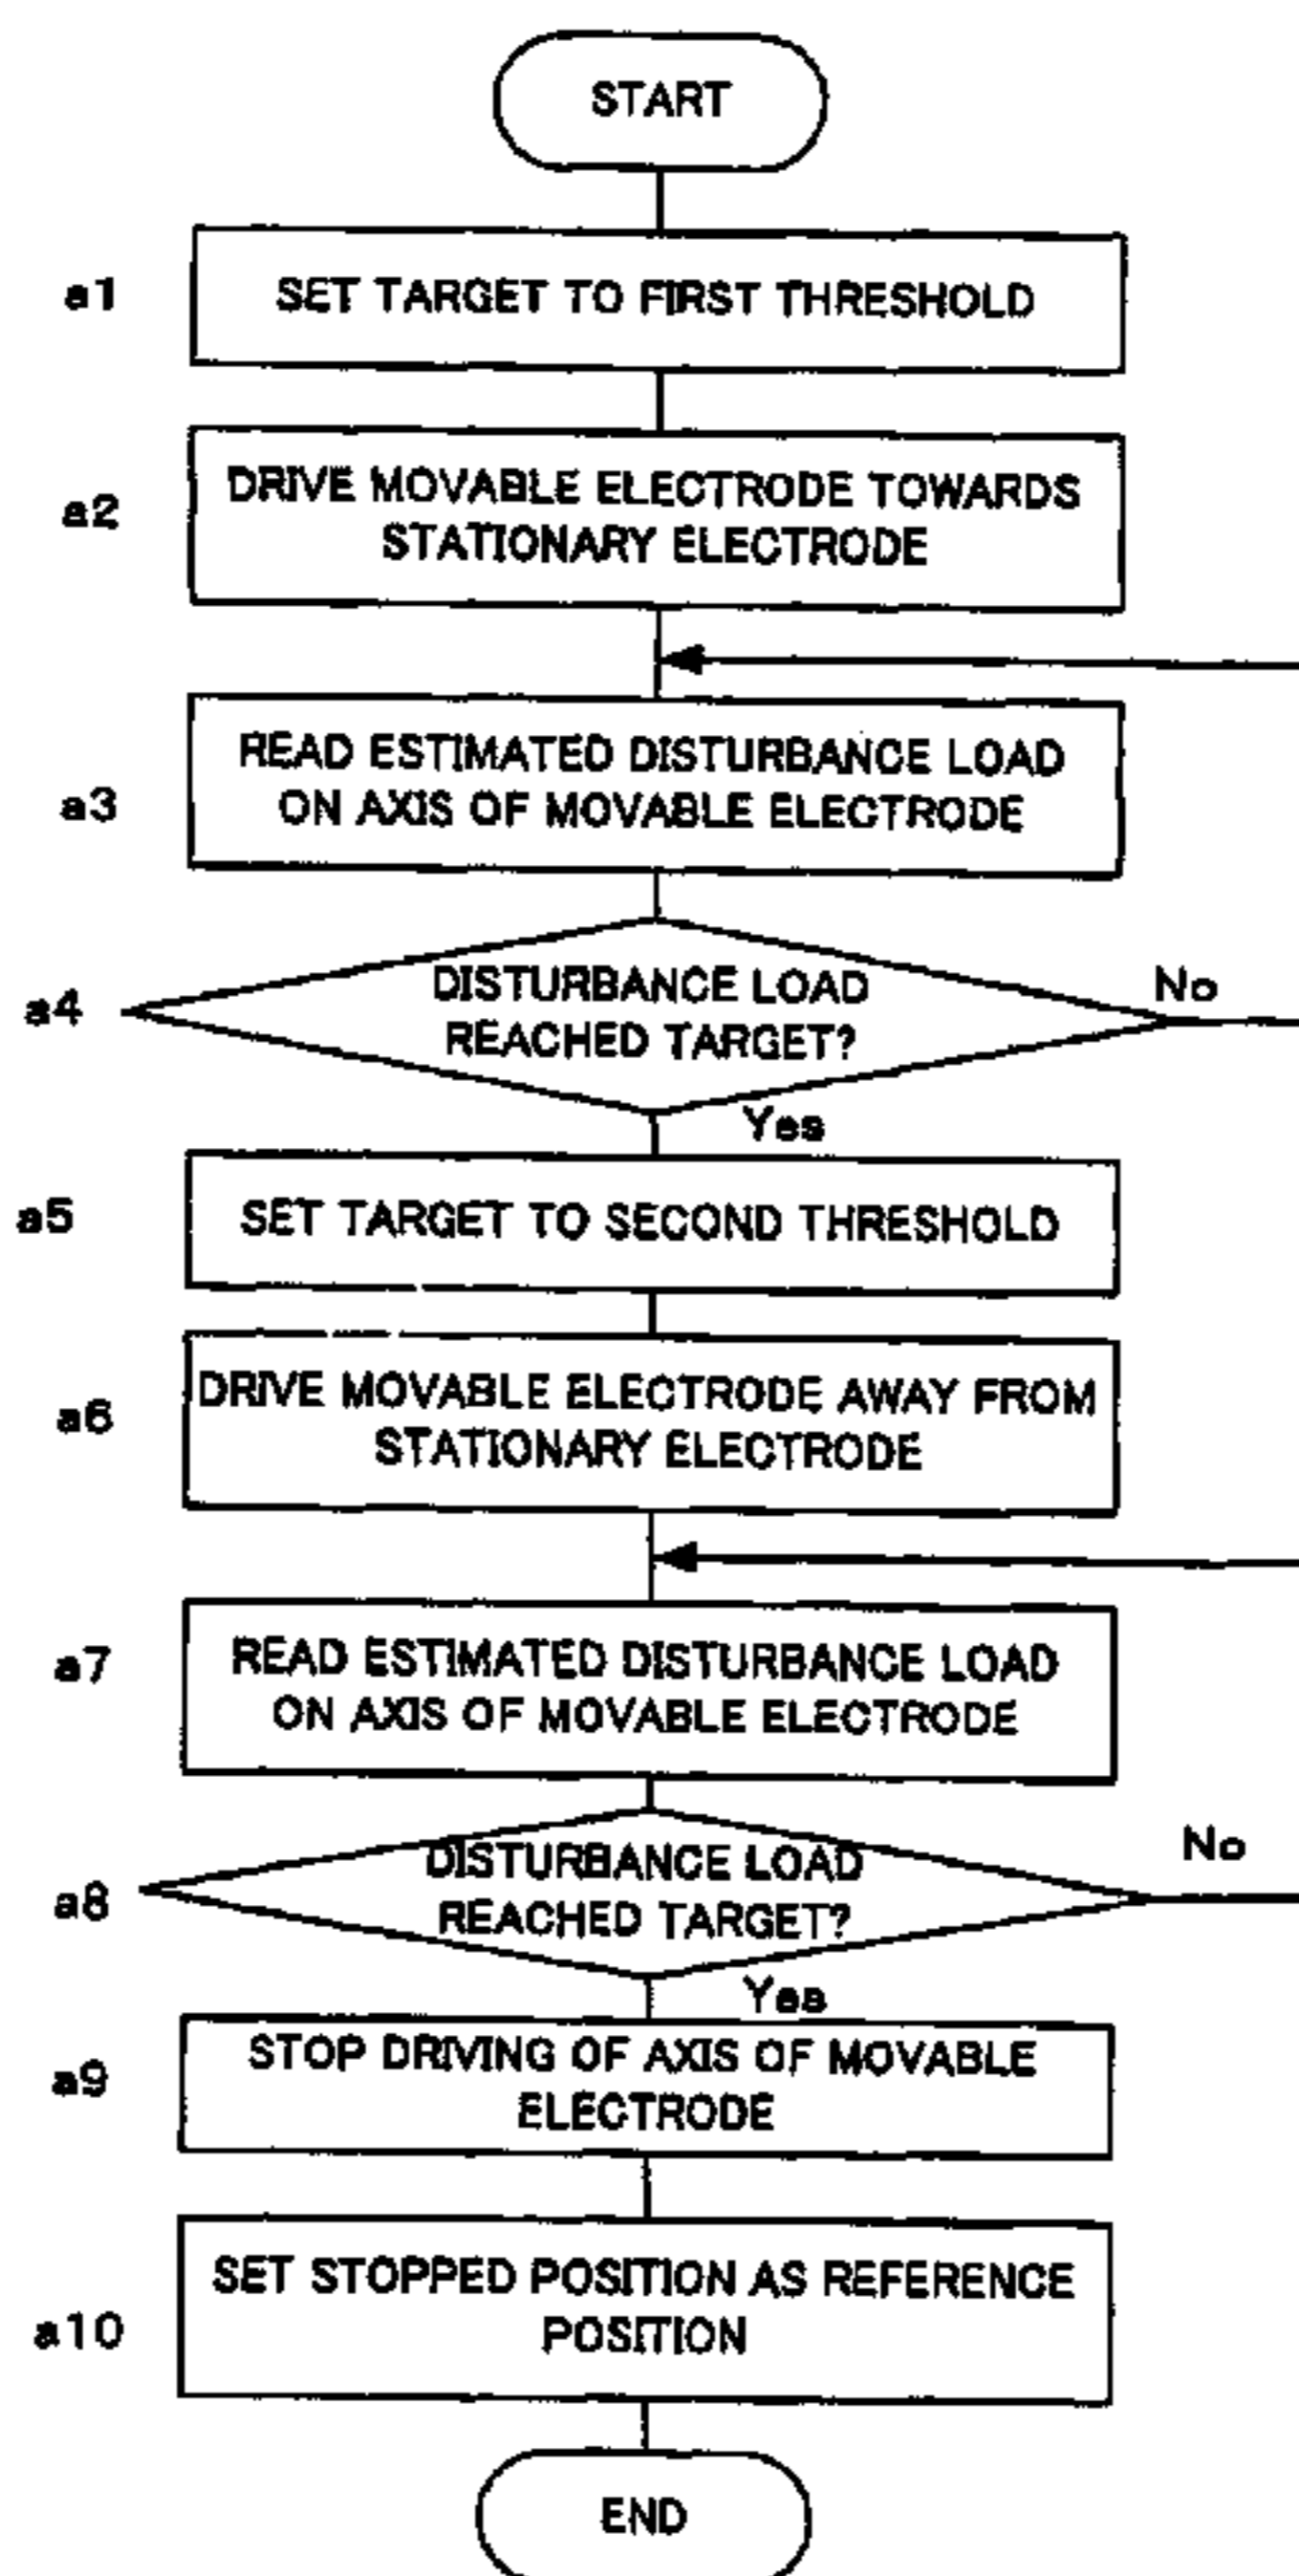 START
a1
SET TARGET TO FIRST THRESHOLD
a2
DRIVE MOVABLE ELECTRODE TOWARDS
STATIONARY ELECTRODE
a3
READ ESTIMATED DISTURBANCE LOAD
ON AXIS OF MOVABLE ELECTRODE
a4
DISTURBANCE LOAD
REACHED TARGET?
No
Yes
a5
SET TARGET TO SECOND THRESHOLD
a6
DRIVE MOVABLE ELECTRODE AWAY FROM
STATIONARY ELECTRODE
a7
READ ESTIMATED DISTURBANCE LOAD
ON AXIS OF MOVABLE ELECTRODE
a8
DISTURBANCE LOAD
REACHED TARGET?
No
Yes
a9
STOP DRIVING OF AXIS OF MOVABLE
ELECTRODE
a10
SET STOPPED POSITION AS REFERENCE
POSITION
END